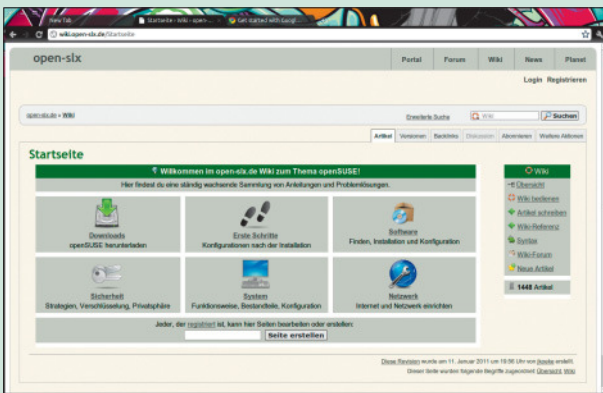 New Tab
Startseite - Wiki - open-...
Get started with Googl...
wiki.open-slx.de/Startseite
open-slx
Portal Forum Wiki News Planet
Login Registrieren
open-slx.de » Wiki
Erweiterte Suche Wiki Suchen
Artikel Versionen Backlinks Diskussion Abonnieren Weitere Aktionen
Startseite
Willkommen im open-slx.de Wiki zum Thema openSUSE!
Hier findest du eine ständig wachsende Sammlung von Anleitungen und Problemlösungen.
Downloads
openSUSE herunterladen
Erste Schritte
Konfigurationen nach der Installation
Software
Finden, Installation und Konfiguration
Sicherheit
Strategien, Verschlüsselung, Privatsphäre
System
Funktionsweise, Bestandteile, Konfiguration
Netzwerk
Internet und Netzwerk einrichten
Jeder, der registriert ist, kann hier Seiten bearbeiten oder erstellen:
Seite erstellen
Wiki
Übersicht
Wiki bedienen
Artikel schreiben
Wiki-Referenz
Syntax
Wiki-Forum
Neue Artikel
1448 Artikel
Diese Revision wurde am 11. Januar 2011 um 19:56 Uhr von erstellt.
Dieser Seite wurden folgende Begriffe zugeordnet: Übersicht, Wiki